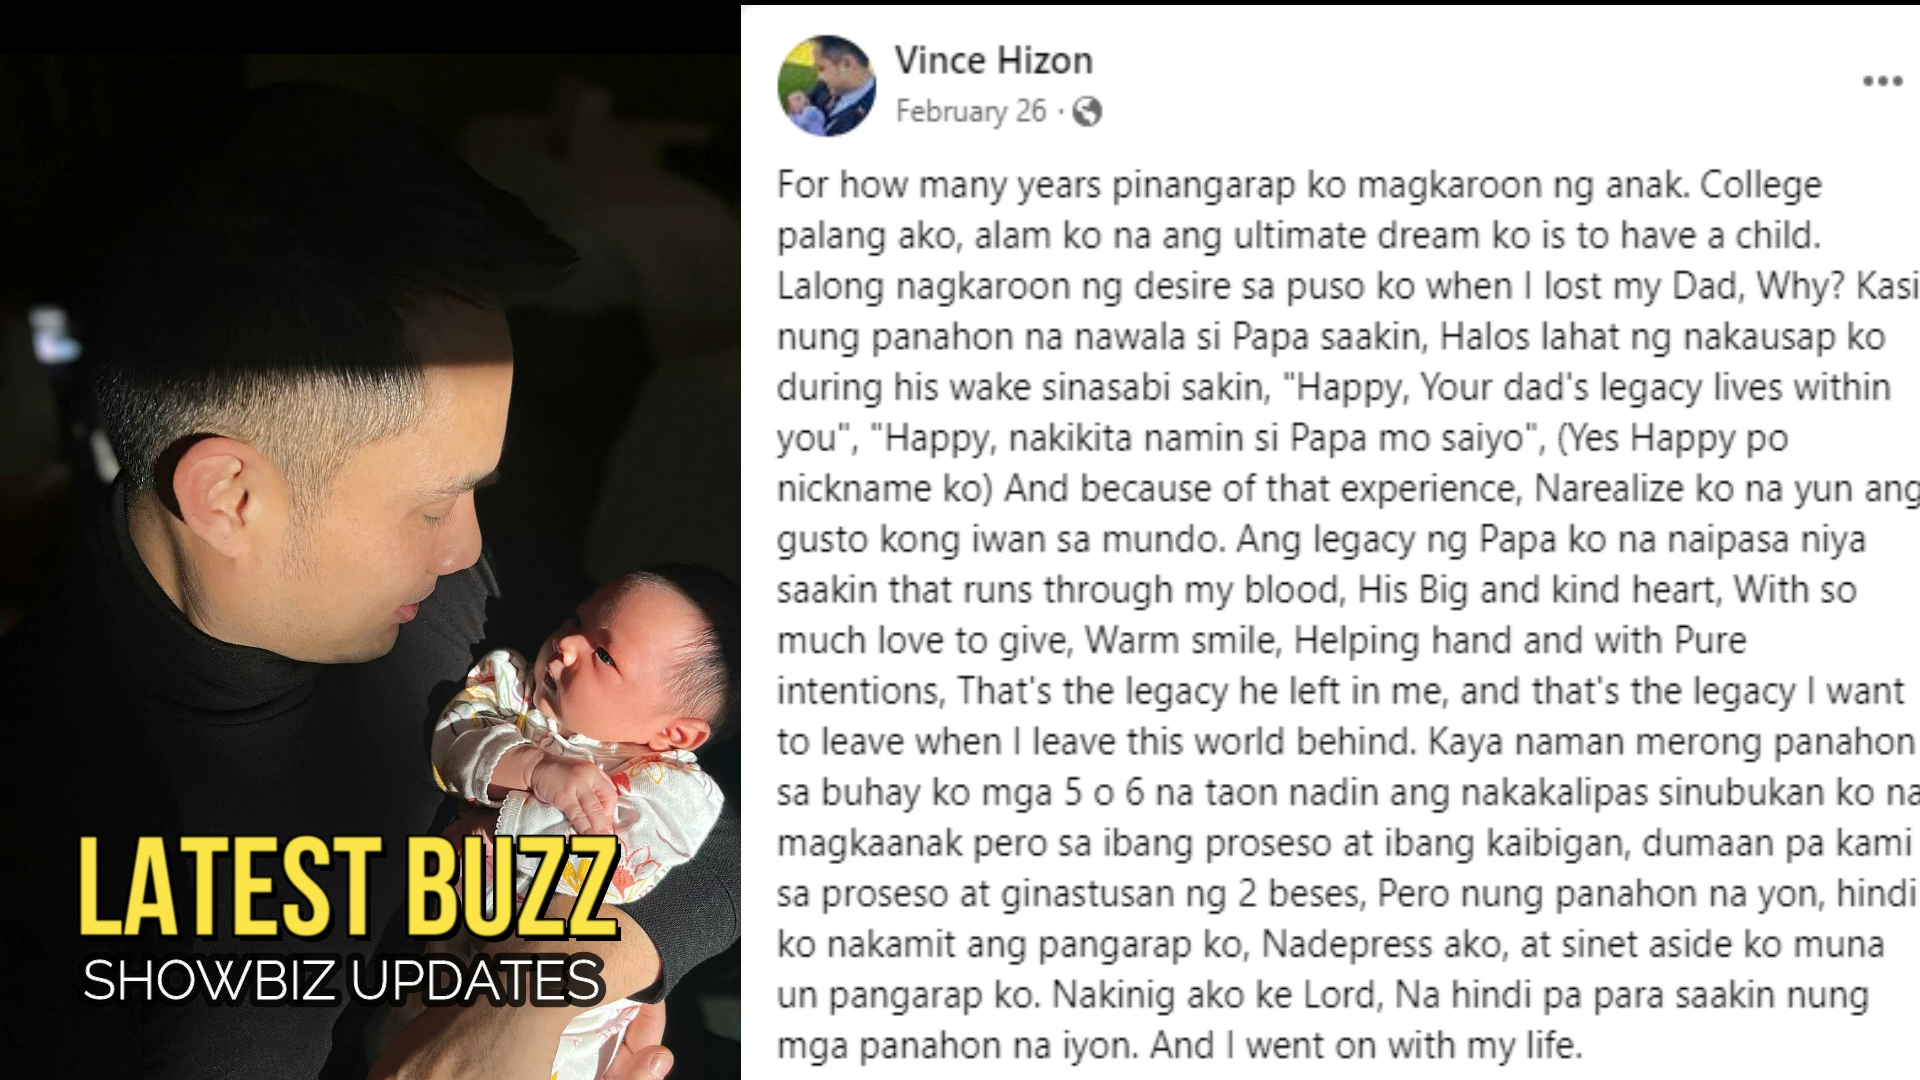 LATEST BUZZ
SHOWBIZ UPDATES
Vince Hizon
February 26 ·
For how many years pinangarap ko magkaroon ng anak. College
palang ako, alam ko na ang ultimate dream ko is to have a child.
Lalong nagkaroon ng desire sa puso ko when I lost my Dad, Why? Kasi
nung panahon na nawala si Papa saakin, Halos lahat ng nakausap ko
during his wake sinasabi sakin, "Happy, Your dad's legacy lives within
you", "Happy, nakikita namin si Papa mo saiyo", (Yes Happy po
nickname ko) And because of that experience, Narealize ko na yun ang
gusto kong iwan sa mundo. Ang legacy ng Papa ko na naipasa niya
saakin that runs through my blood, His Big and kind heart, With so
much love to give, Warm smile, Helping hand and with Pure
intentions, That's the legacy he left in me, and that's the legacy I want
to leave when I leave this world behind. Kaya naman merong panahon
sa buhay ko mga 5 o 6 na taon nadin ang nakakalipas sinubukan ko na
magkaanak pero sa ibang proseso at ibang kaibigan, dumaan pa kami
sa proseso at ginastusan ng 2 beses, Pero nung panahon na yon, hindi
ko nakamit ang pangarap ko, Nadepress ako, at sinet aside ko muna
un pangarap ko. Nakinig ako ke Lord, Na hindi pa para saakin nung
mga panahon na iyon. And I went on with my life.